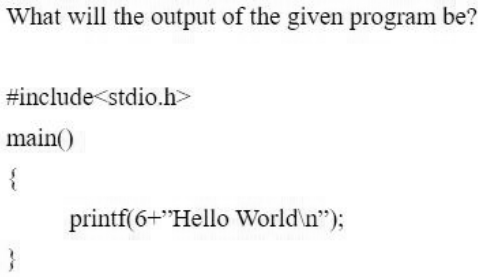 What will the output of the given program be?
#include<stdio.h>
main()
{
printf(6+”Hello World\n”);
}